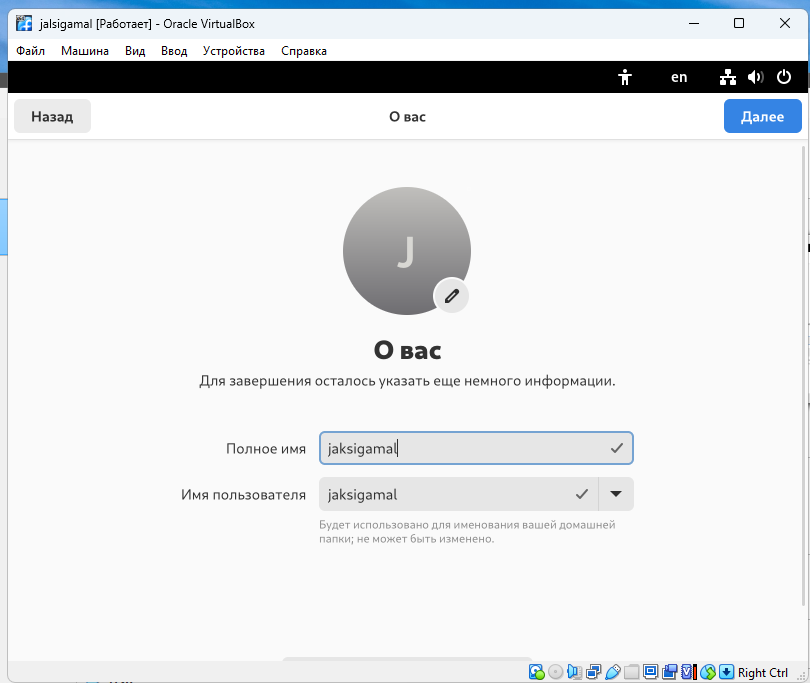 jalsigamal [Работает] - Oracle VirtualBox
Файл Машина Вид Ввод Устройства Справка
en
Назад О вас Далее
J
О вас
Для завершения осталось указать еще немного информации.
Полное имя jaksigamal
Имя пользователя jaksigamal
Будет использовано для именования вашей домашней
папки; не может быть изменено.
Right Ctrl